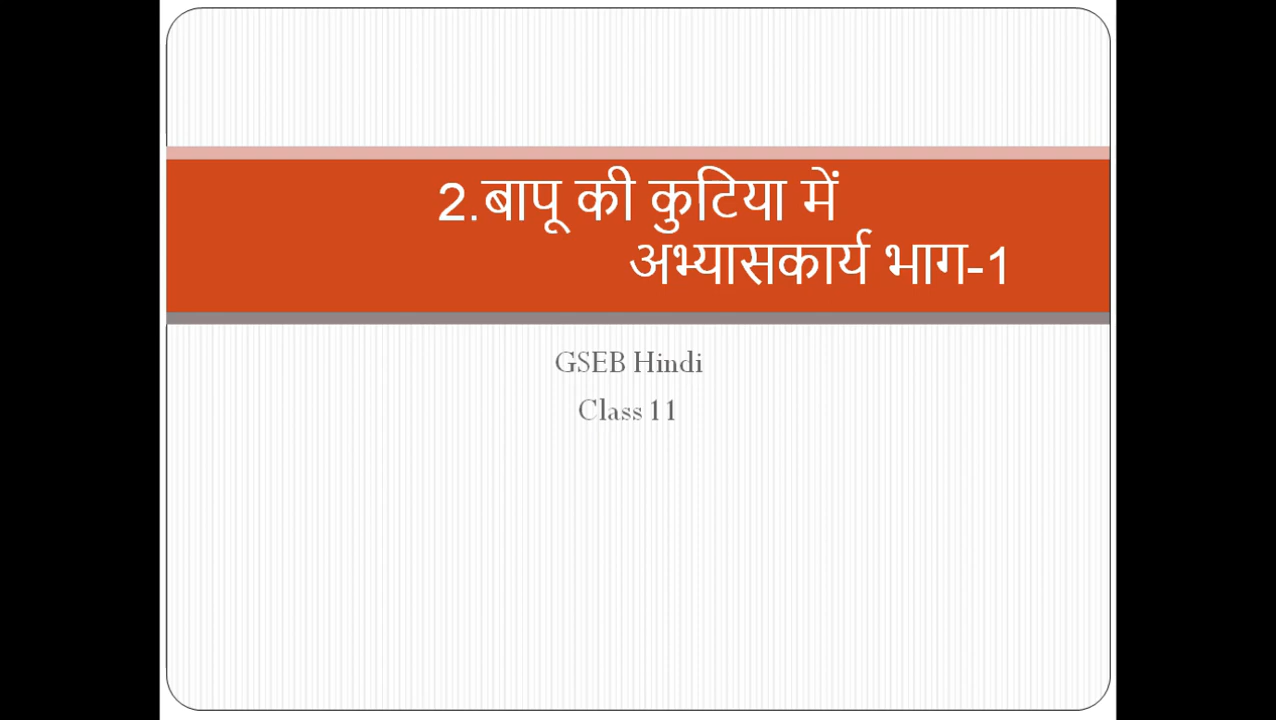 2.बापू की कुटिया में
अभ्यासकार्य भाग-1
GSEB Hindi
Class 11